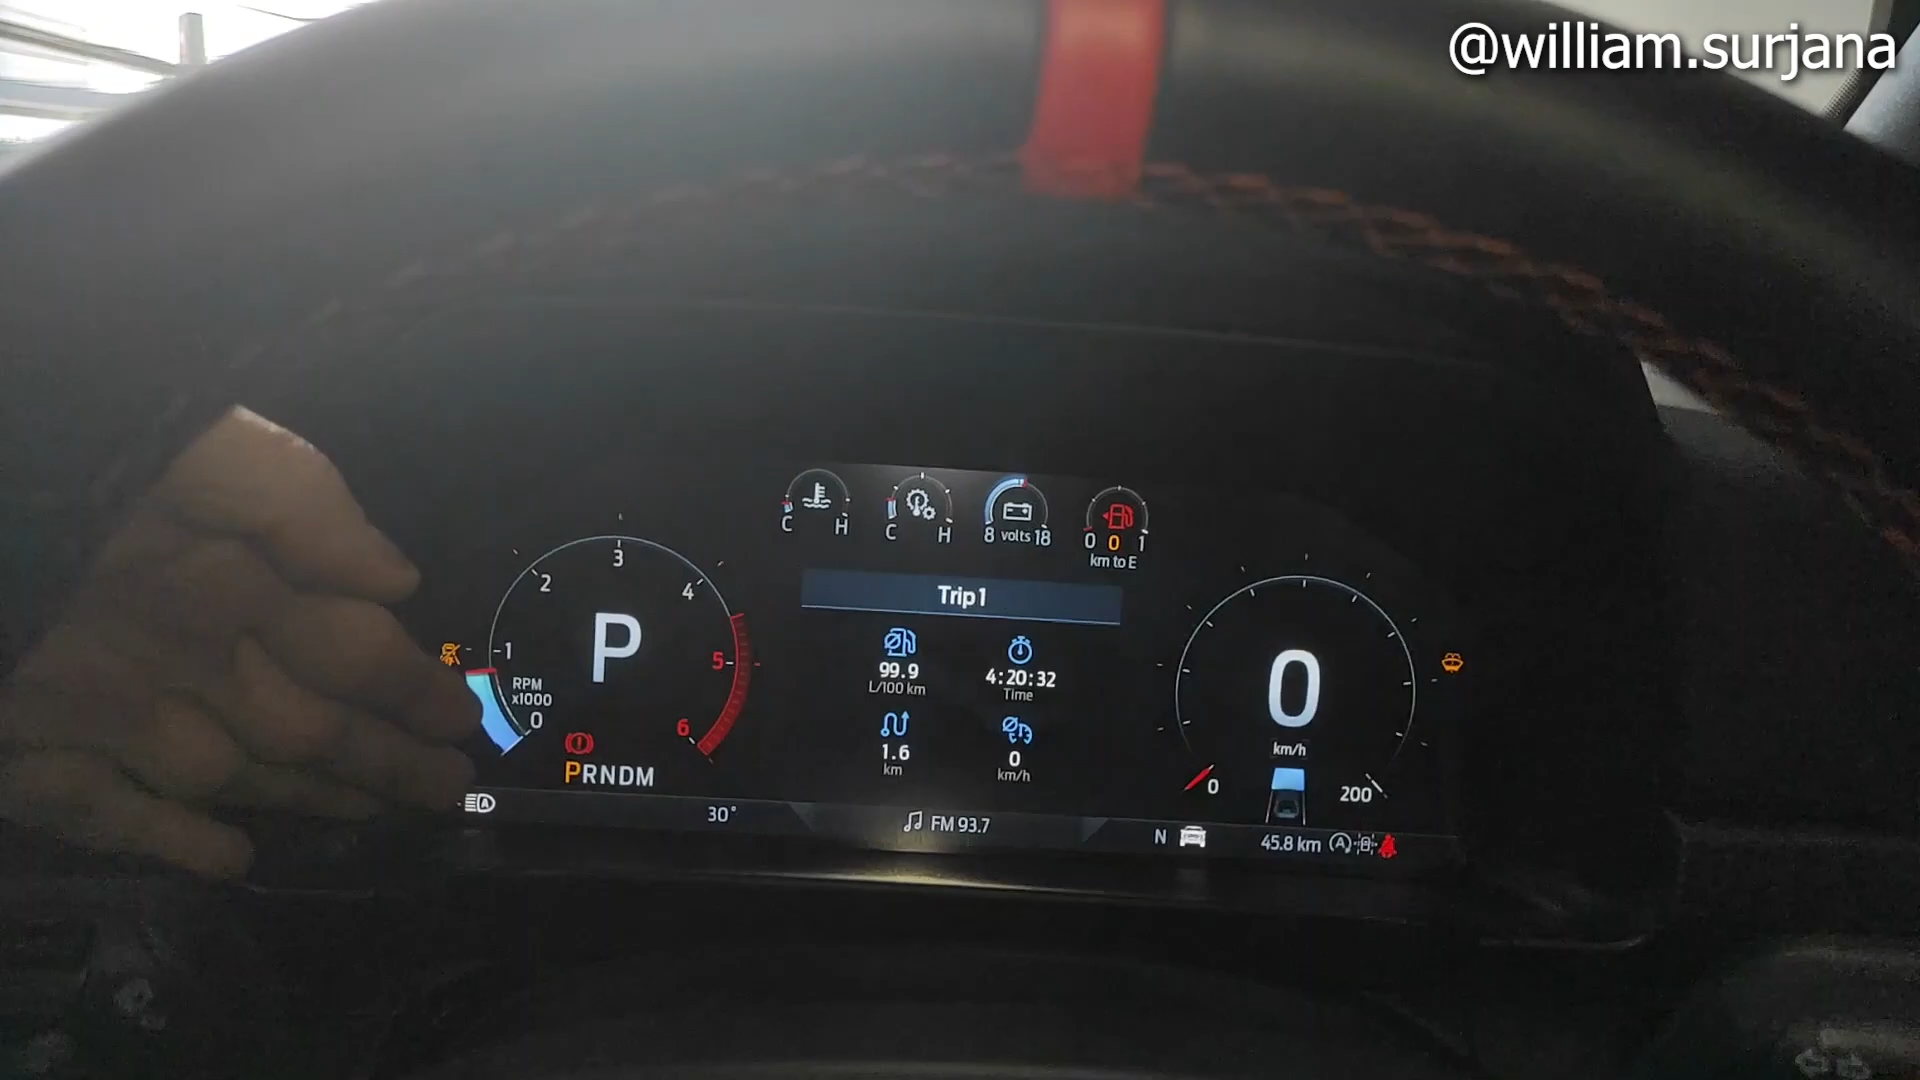 @william.surjana
C H
C H
8 volts 18
0 0 1
km to E
Trip 1
99.9
L/100 km
4:20:32
Time
1.6
km
0
km/h
0
1
2
3
4
5
6
RPM
x1000
P
PRNDM
0
km/h
0
200
A
30°
FM 93.7
N
45.8 km
A